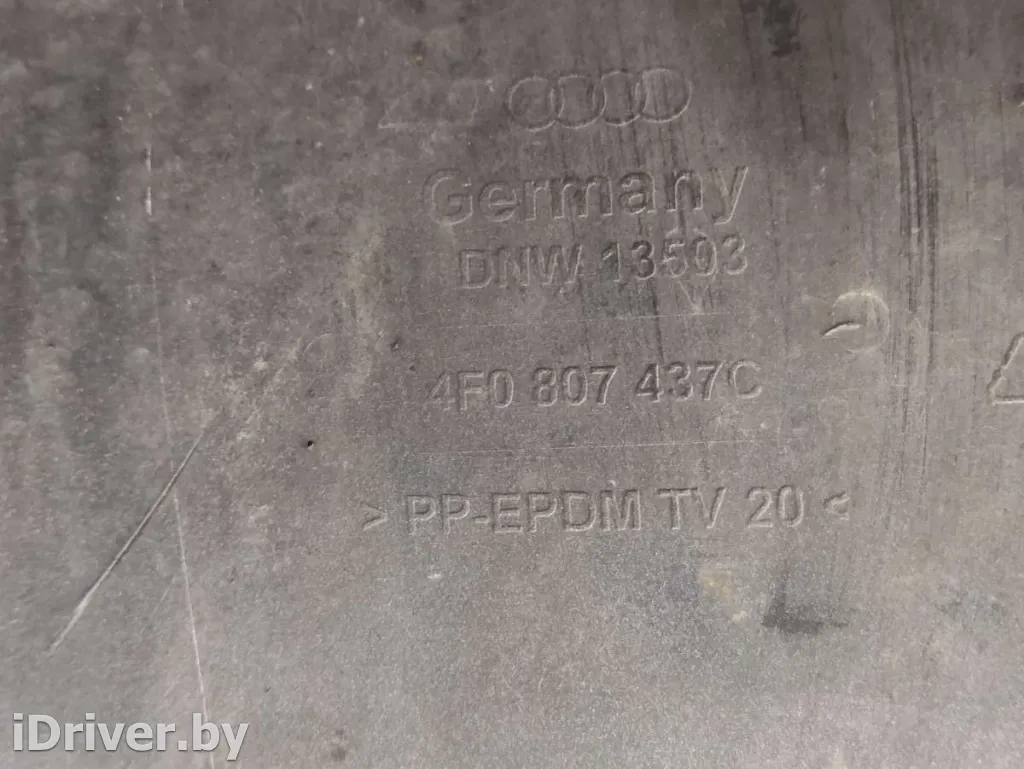 Germany
DNW 13503
4F0 807 437C
> PP-EPDM TV 20 <
iDriver.by